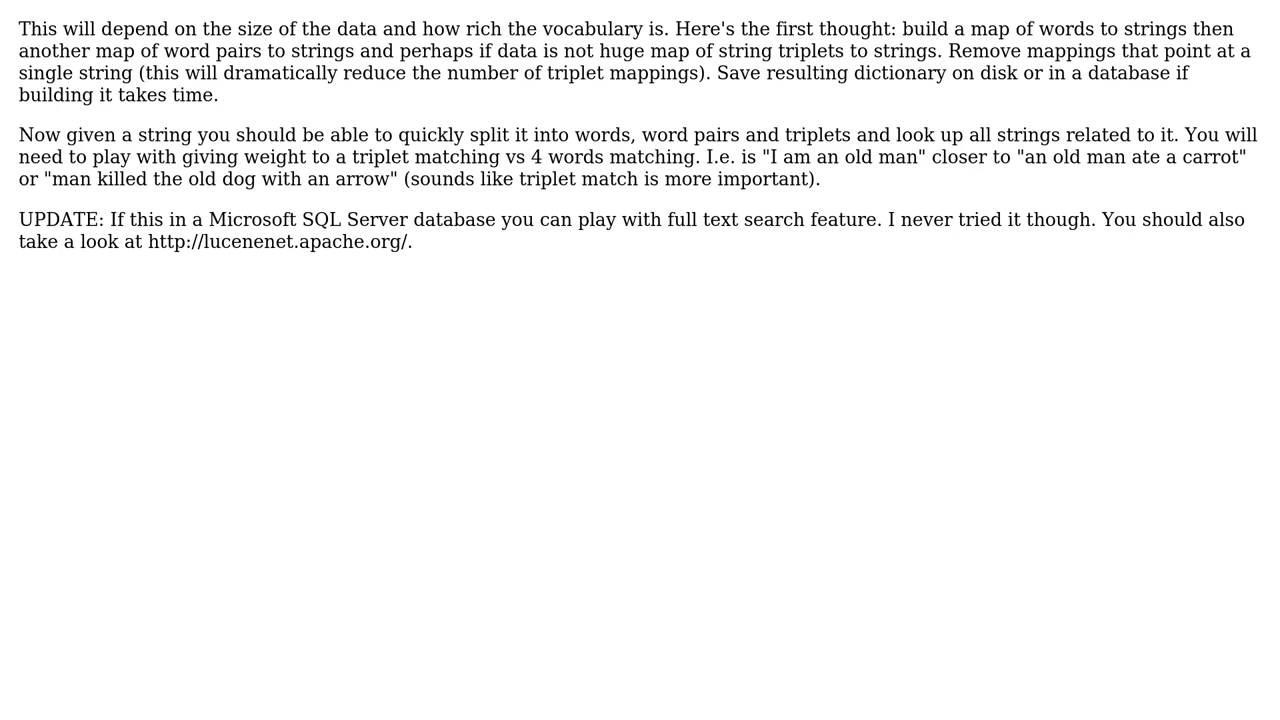 This will depend on the size of the data and how rich the vocabulary is. Here's the first thought: build a map of words to strings then
another map of word pairs to strings and perhaps if data is not huge map of string triplets to strings. Remove mappings that point at a
single string (this will dramatically reduce the number of triplet mappings). Save resulting dictionary on disk or in a database if
building it takes time.
Now given a string you should be able to quickly split it into words, word pairs and triplets and look up all strings related to it. You will
need to play with giving weight to a triplet matching vs 4 words matching. I.e. is "I am an old man" closer to "an old man ate a carrot"
or "man killed the old dog with an arrow" (sounds like triplet match is more important).
UPDATE: If this in a Microsoft SQL Server database you can play with full text search feature. I never tried it though. You should also
take a look at http://lucenenet.apache.org/.